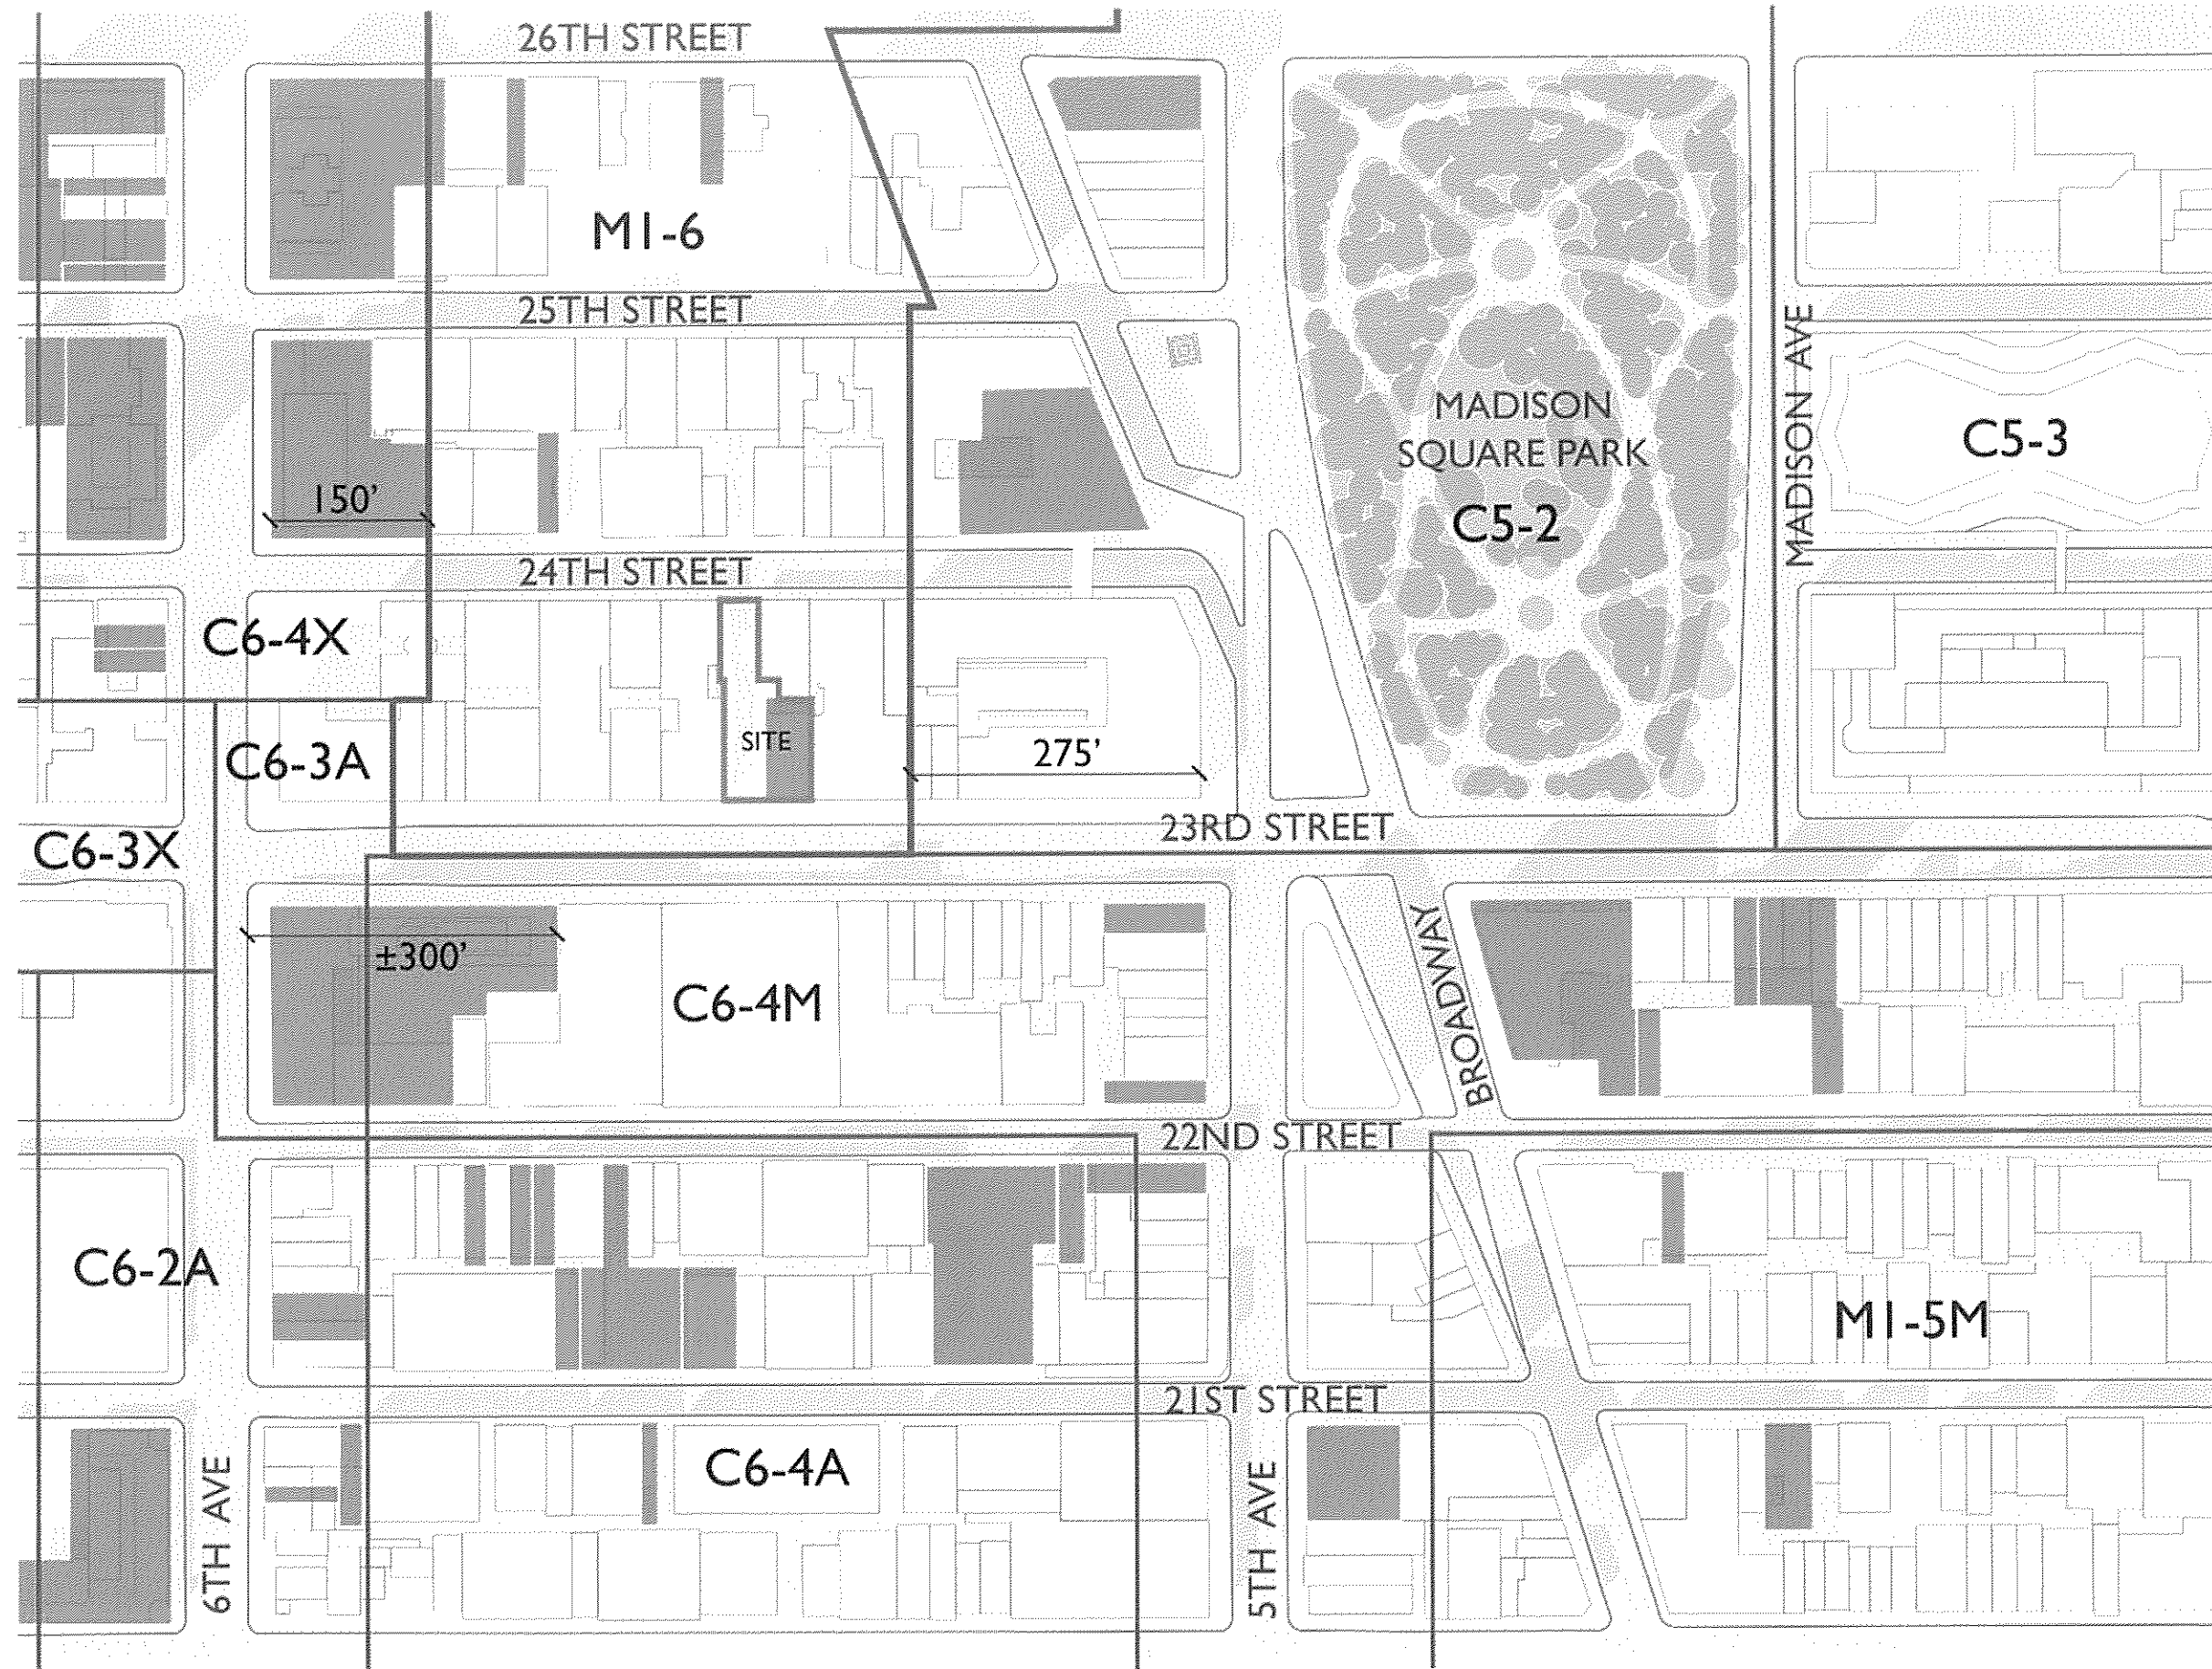 26TH STREET
M1-6
25TH STREET
MADISON
SQUARE PARK
C5-2
MADISON AVE
C5-3
150'
24TH STREET
C6-4X
SITE
C6-3A
275'
23RD STREET
C6-3X
BROADWAY
±300'
C6-4M
22ND STREET
C6-2A
M1-5M
21ST STREET
6TH AVE
C6-4A
5TH AVE